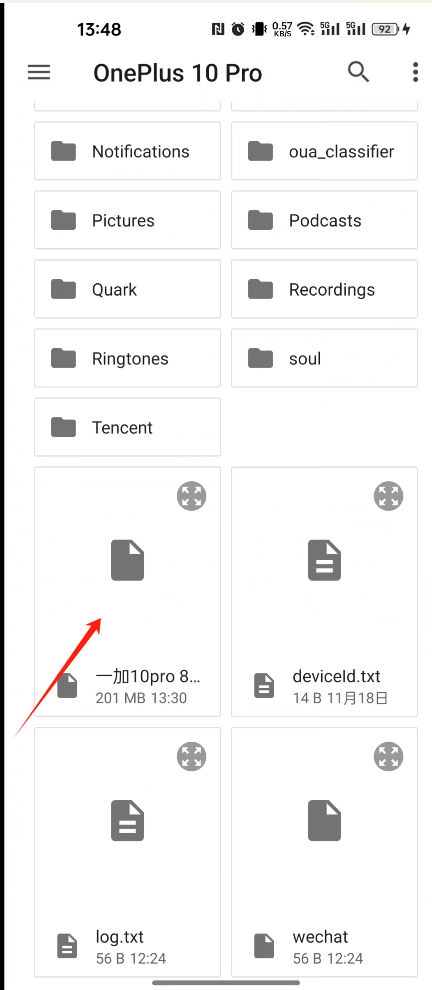 13:48
0.57 KB/S
5G
5G
92
OnePlus 10 Pro
Notifications
oua_classifier
Pictures
Podcasts
Quark
Recordings
Ringtones
soul
Tencent
一加10pro 8...
201 MB 13:30
deviceId.txt
14 B 11月18日
log.txt
56 B 12:24
wechat
56 B 12:24